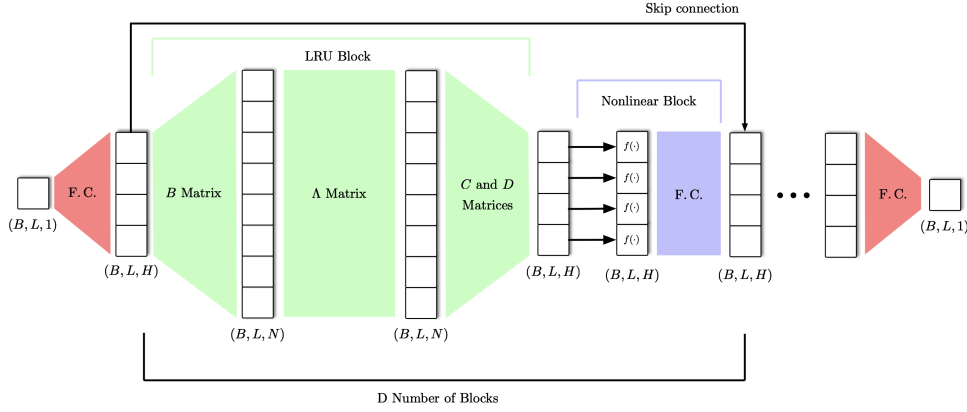 Skip connection
LRU Block
Nonlinear Block
F. C.
B Matrix
Λ Matrix
C and D
Matrices
f(·)
f(·)
f(·)
f(·)
F. C.
F. C.
(B, L, 1)
(B, L, H)
(B, L, N)
(B, L, N)
(B, L, H)
(B, L, H)
(B, L, H)
(B, L, 1)
D Number of Blocks